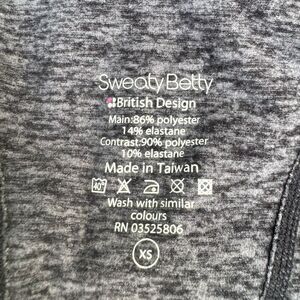 Sweaty Betty
British Design
Main:86% polyester
14% elastane
Contrast:90% polyester
10% elastane
Made in Taiwan
40°
Wash with similar
colours
RN 03525806
XS